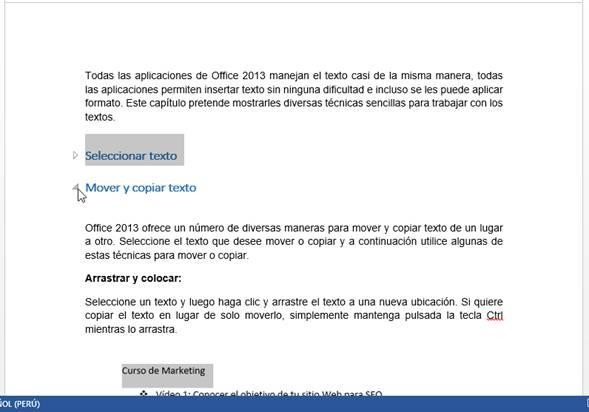 Todas las aplicaciones de Office 2013 manejan el texto casi de la misma manera, todas
las aplicaciones permiten insertar texto sin ninguna dificultad e incluso se les puede aplicar
formato. Este capítulo pretende mostrarles diversas técnicas sencillas para trabajar con los
textos.
Seleccionar texto
Mover y copiar texto
Office 2013 ofrece un número de diversas maneras para mover y copiar texto de un lugar
a otro. Seleccione el texto que desee mover o copiar y a continuación utilice algunas de
estas técnicas para mover o copiar.
Arrastrar y colocar:
Seleccione un texto y luego haga clic y arrastre el texto a una nueva ubicación. Si quiere
copiar el texto en lugar de solo moverlo, simplemente mantenga pulsada la tecla Ctrl
mientras lo arrastra.
Curso de Marketing
❖ Vídeo 1: Conocer el objetivo de tu sitio Web para SEO
ÑOL (PERÚ)